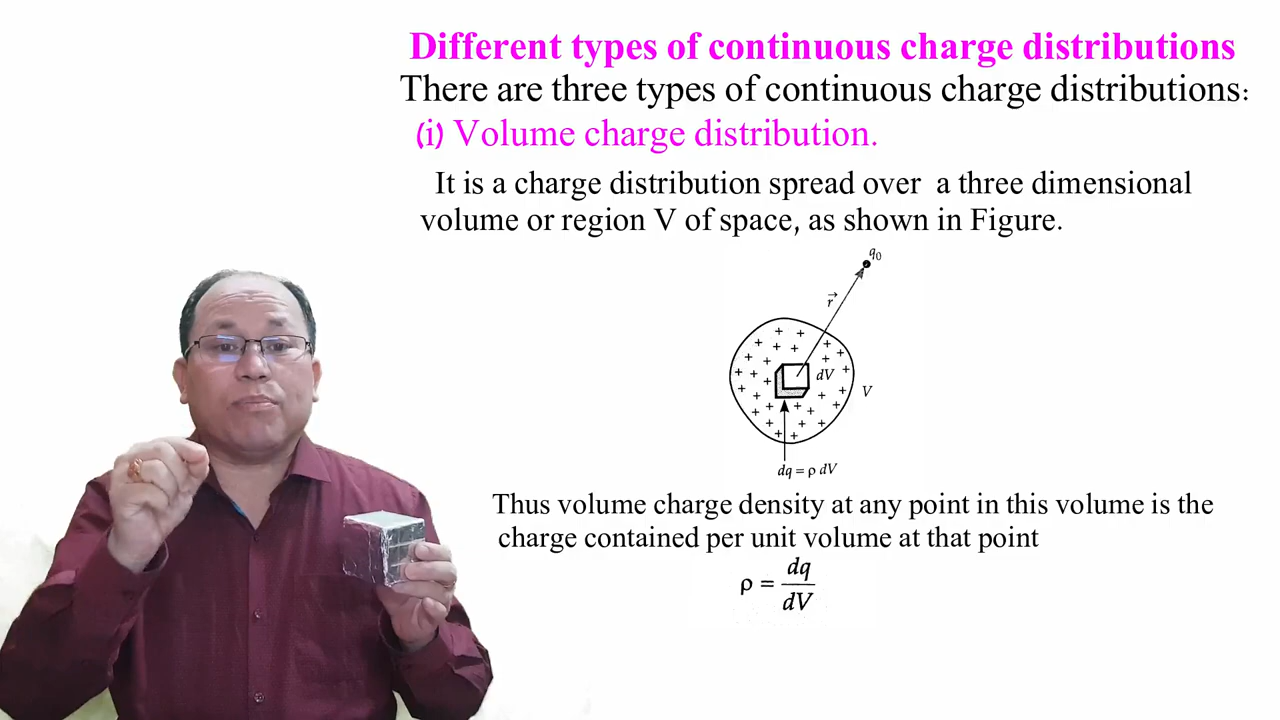 Different types of continuous charge distributions
There are three types of continuous charge distributions:
(i) Volume charge distribution.
It is a charge distribution spread over a three dimensional
volume or region V of space, as shown in Figure.
q₀
r⃗
dV
V
dq = ρ dV
Thus volume charge density at any point in this volume is the
charge contained per unit volume at that point
ρ = dq/dV